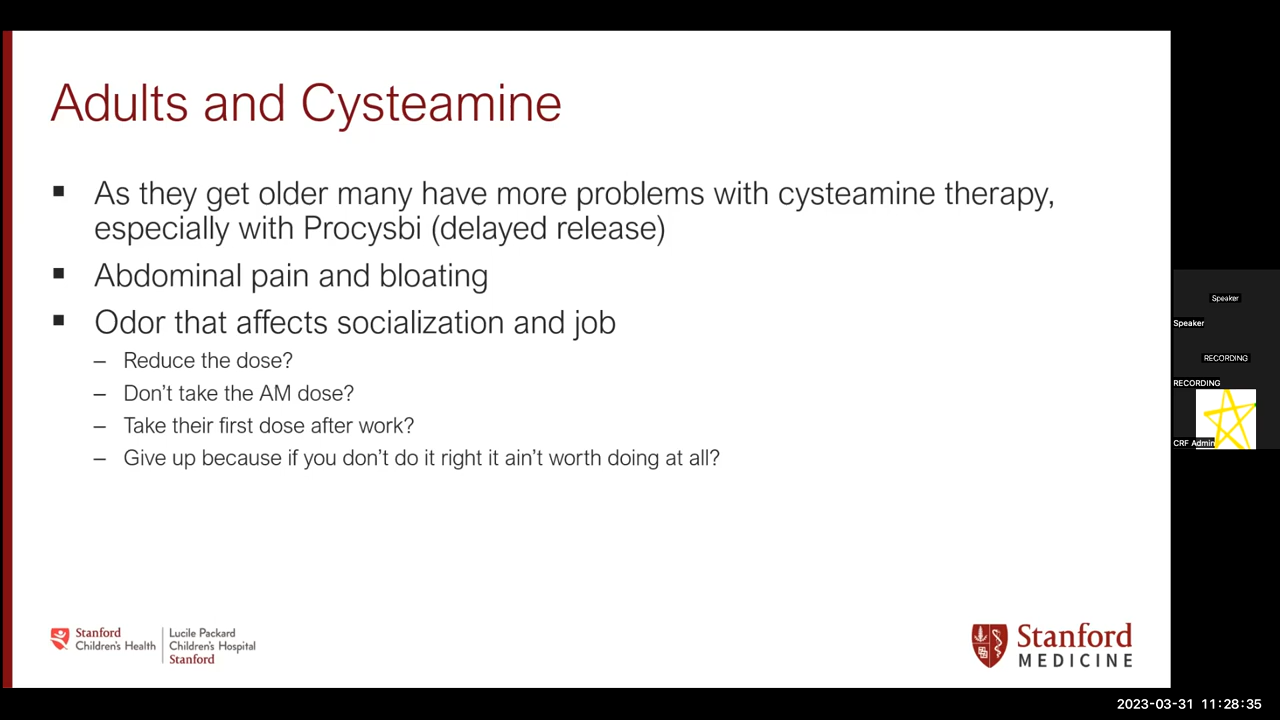 Adults and Cysteamine
▪ As they get older many have more problems with cysteamine therapy,
especially with Procysbi (delayed release)
▪ Abdominal pain and bloating
▪ Odor that affects socialization and job
– Reduce the dose?
– Don't take the AM dose?
– Take their first dose after work?
– Give up because if you don't do it right it ain't worth doing at all?
Speaker
Speaker
RECORDING
RECORDING
CRF Admin
Stanford
Children's Health
Lucile Packard
Children's Hospital
Stanford
Stanford
MEDICINE
2023-03-31 11:28:35